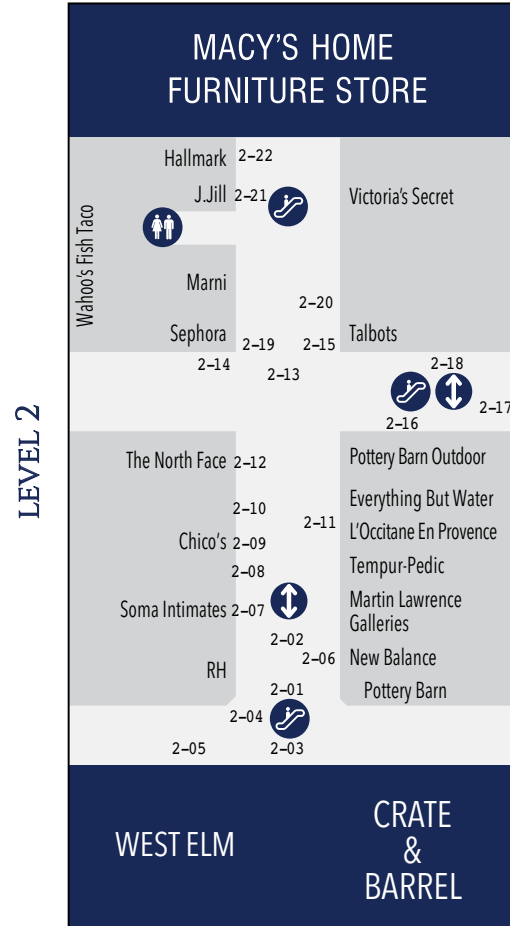 MACY'S HOME
FURNITURE STORE
Hallmark 2–22
J.Jill 2–21
Victoria's Secret
Wahoo's Fish Taco
Marni
2–20
Sephora 2–19 2–15 Talbots
2–14
2–13
2–18
2–17
2–16
LEVEL 2
The North Face 2–12
Pottery Barn Outdoor
2–10
Everything But Water
2–11
L'Occitane En Provence
Chico's 2–09
2–08
Tempur-Pedic
Soma Intimates 2–07
Martin Lawrence
Galleries
2–02
2–06 New Balance
RH
2–01
Pottery Barn
2–04
2–05
2–03
WEST ELM
CRATE
&
BARREL